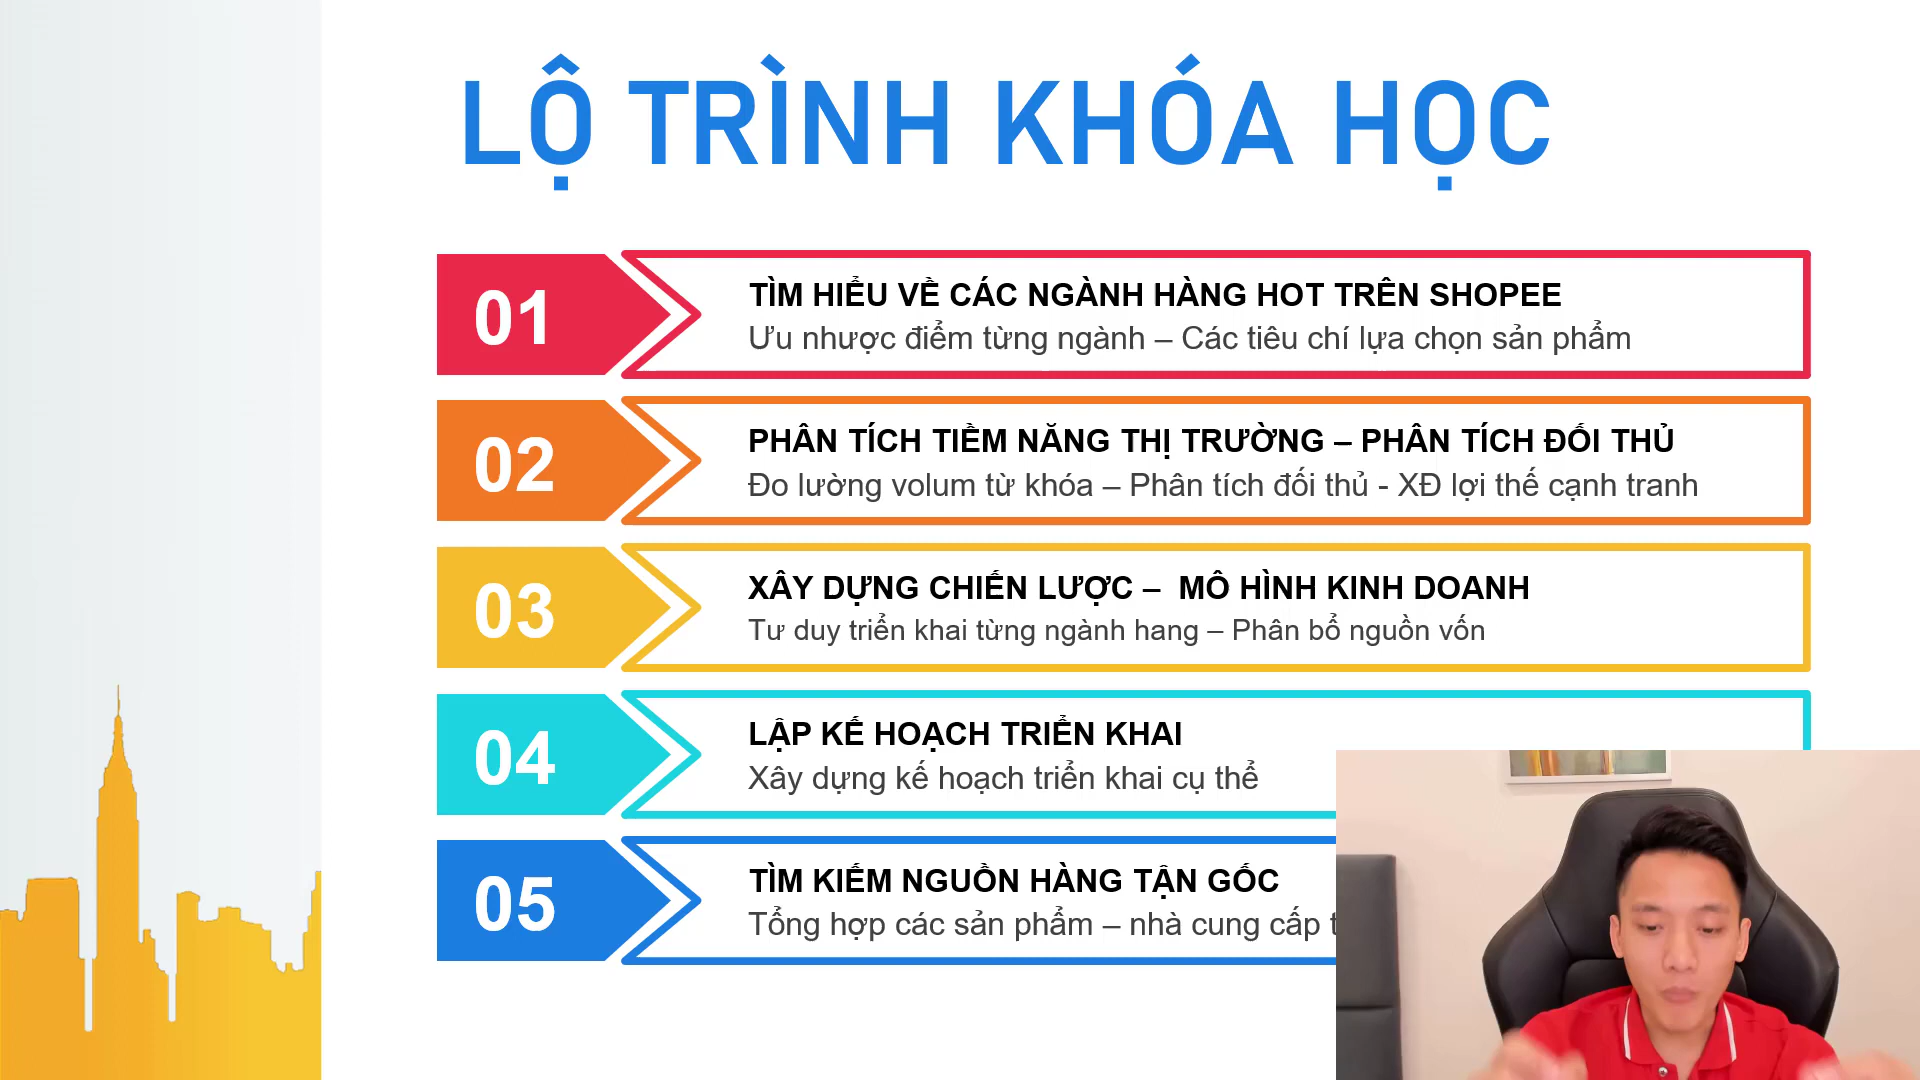 LỘ TRÌNH KHÓA HỌC
01
TÌM HIỂU VỀ CÁC NGÀNH HÀNG HOT TRÊN SHOPEE
Ưu nhược điểm từng ngành – Các tiêu chí lựa chọn sản phẩm
02
PHÂN TÍCH TIỀM NĂNG THỊ TRƯỜNG – PHÂN TÍCH ĐỐI THỦ
Đo lường volum từ khóa – Phân tích đối thủ - XĐ lợi thế cạnh tranh
03
XÂY DỰNG CHIẾN LƯỢC – MÔ HÌNH KINH DOANH
Tư duy triển khai từng ngành hang – Phân bổ nguồn vốn
04
LẬP KẾ HOẠCH TRIỂN KHAI
Xây dựng kế hoạch triển khai cụ thể
05
TÌM KIẾM NGUỒN HÀNG TẬN GỐC
Tổng hợp các sản phẩm – nhà cung cấp